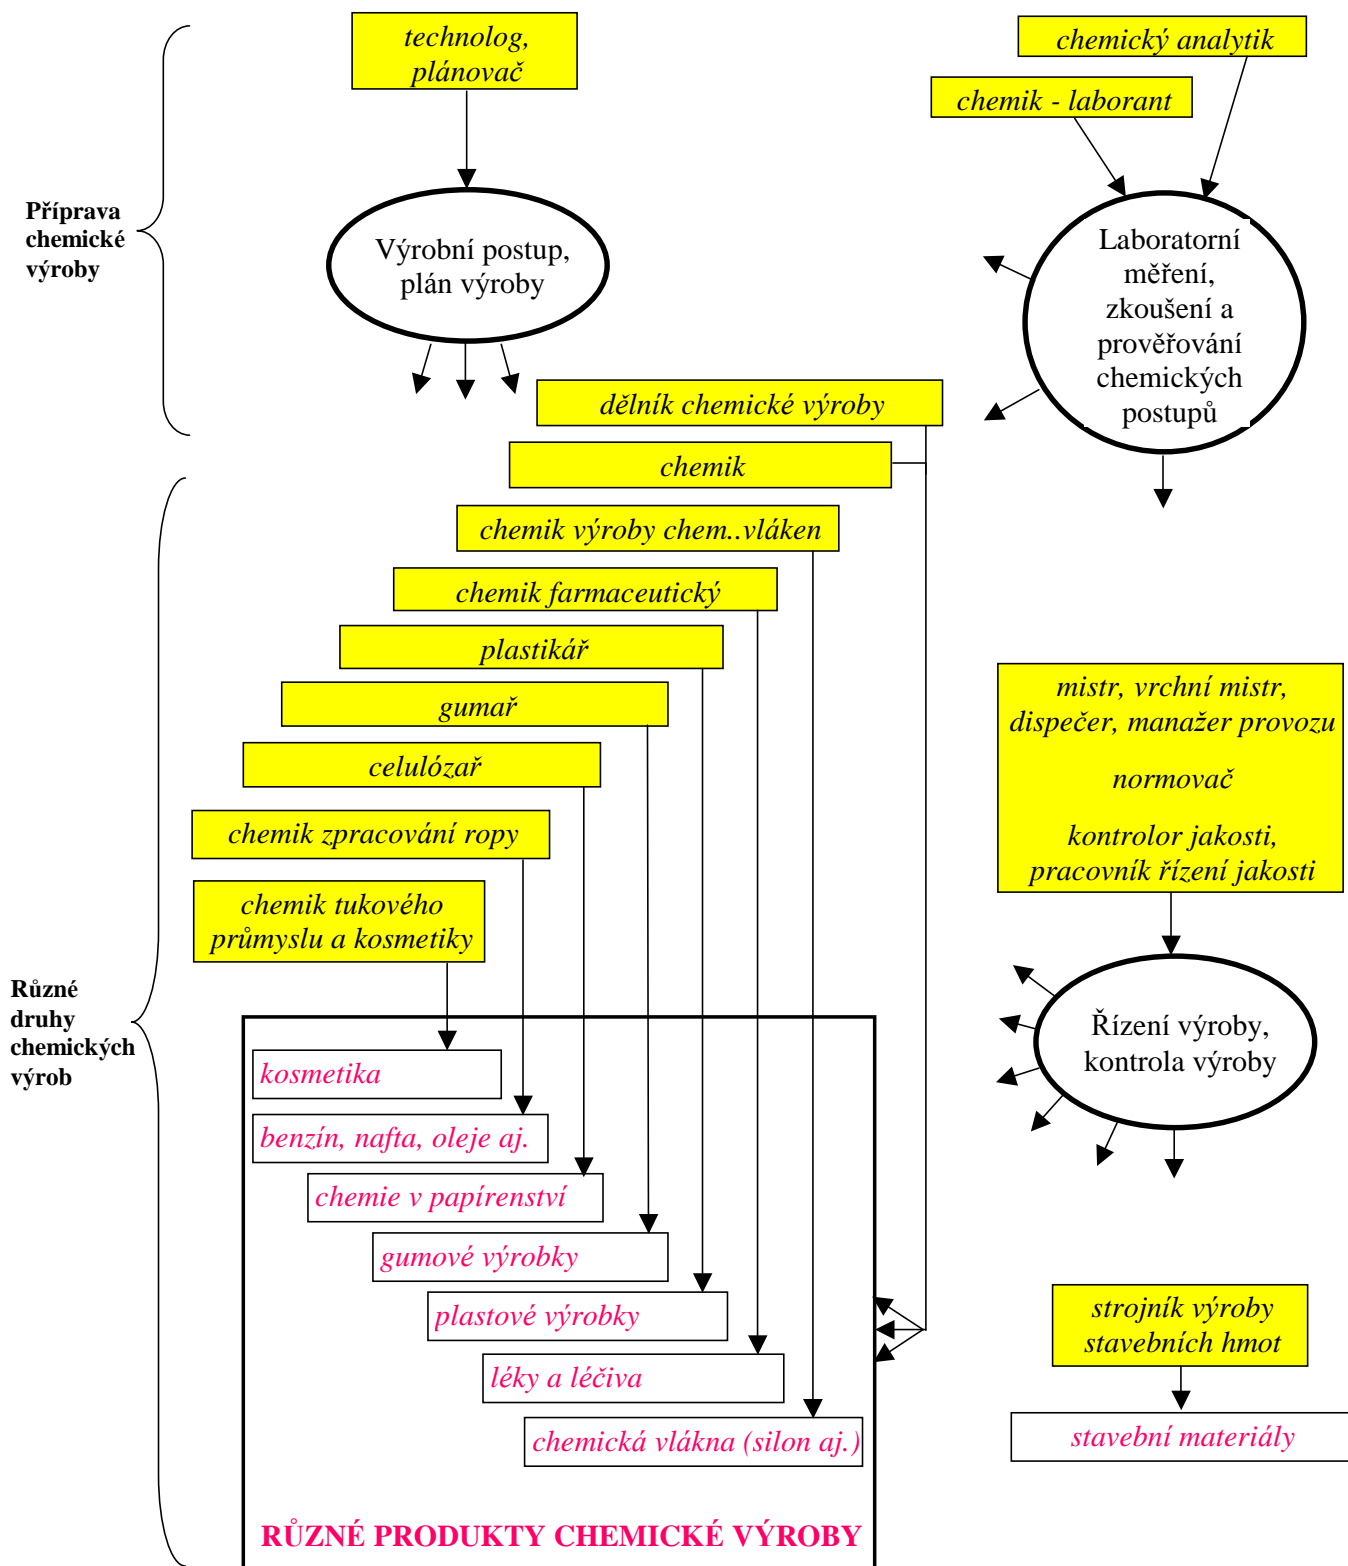 technolog,
plánovač
chemický analytik
chemik - laborant
Příprava
chemické
výroby
Výrobní postup,
plán výroby
Laboratorní
měření,
zkoušení a
prověřování
chemických
postupů
dělník chemické výroby
chemik
chemik výroby chem..vláken
chemik farmaceutický
plastikář
gumař
celulózař
chemik zpracování ropy
chemik tukového
průmyslu a kosmetiky
mistr, vrchní mistr,
dispečer, manažer provozu
normovač
kontrolor jakosti,
pracovník řízení jakosti
Různé
druhy
chemických
výrob
Řízení výroby,
kontrola výroby
kosmetika
benzín, nafta, oleje aj.
chemie v papírenství
gumové výrobky
plastové výrobky
léky a léčiva
chemická vlákna (silon aj.)
strojník výroby
stavebních hmot
stavební materiály
RŮZNÉ PRODUKTY CHEMICKÉ VÝROBY